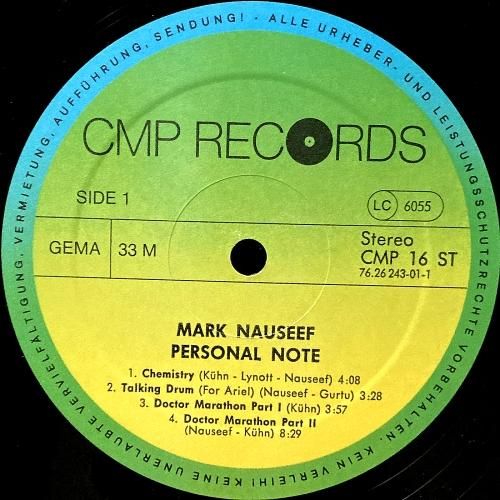 ALLE URHEBER- UND LEISTUNGSSCHUTZRECHTE VORBEHALTEN. KEIN VERLEIH! KEINE UNERLAUBTE VERVIELFÄLTIGUNG, VERMIETUNG, AUFFÜHRUNG, SENDUNG! ·
CMP RECORDS
SIDE 1
LC 6055
GEMA
33 M
Stereo
CMP 16 ST
76.26 243-01-1
MARK NAUSEEF
PERSONAL NOTE
1. Chemistry (Kühn - Lynott - Nauseef) 4:08
2. Talking Drum (For Ariel) (Nauseef - Gurtu) 3:28
3. Doctor Marathon Part I (Kühn) 3:57
4. Doctor Marathon Part II
(Nauseef - Kühn) 8:29